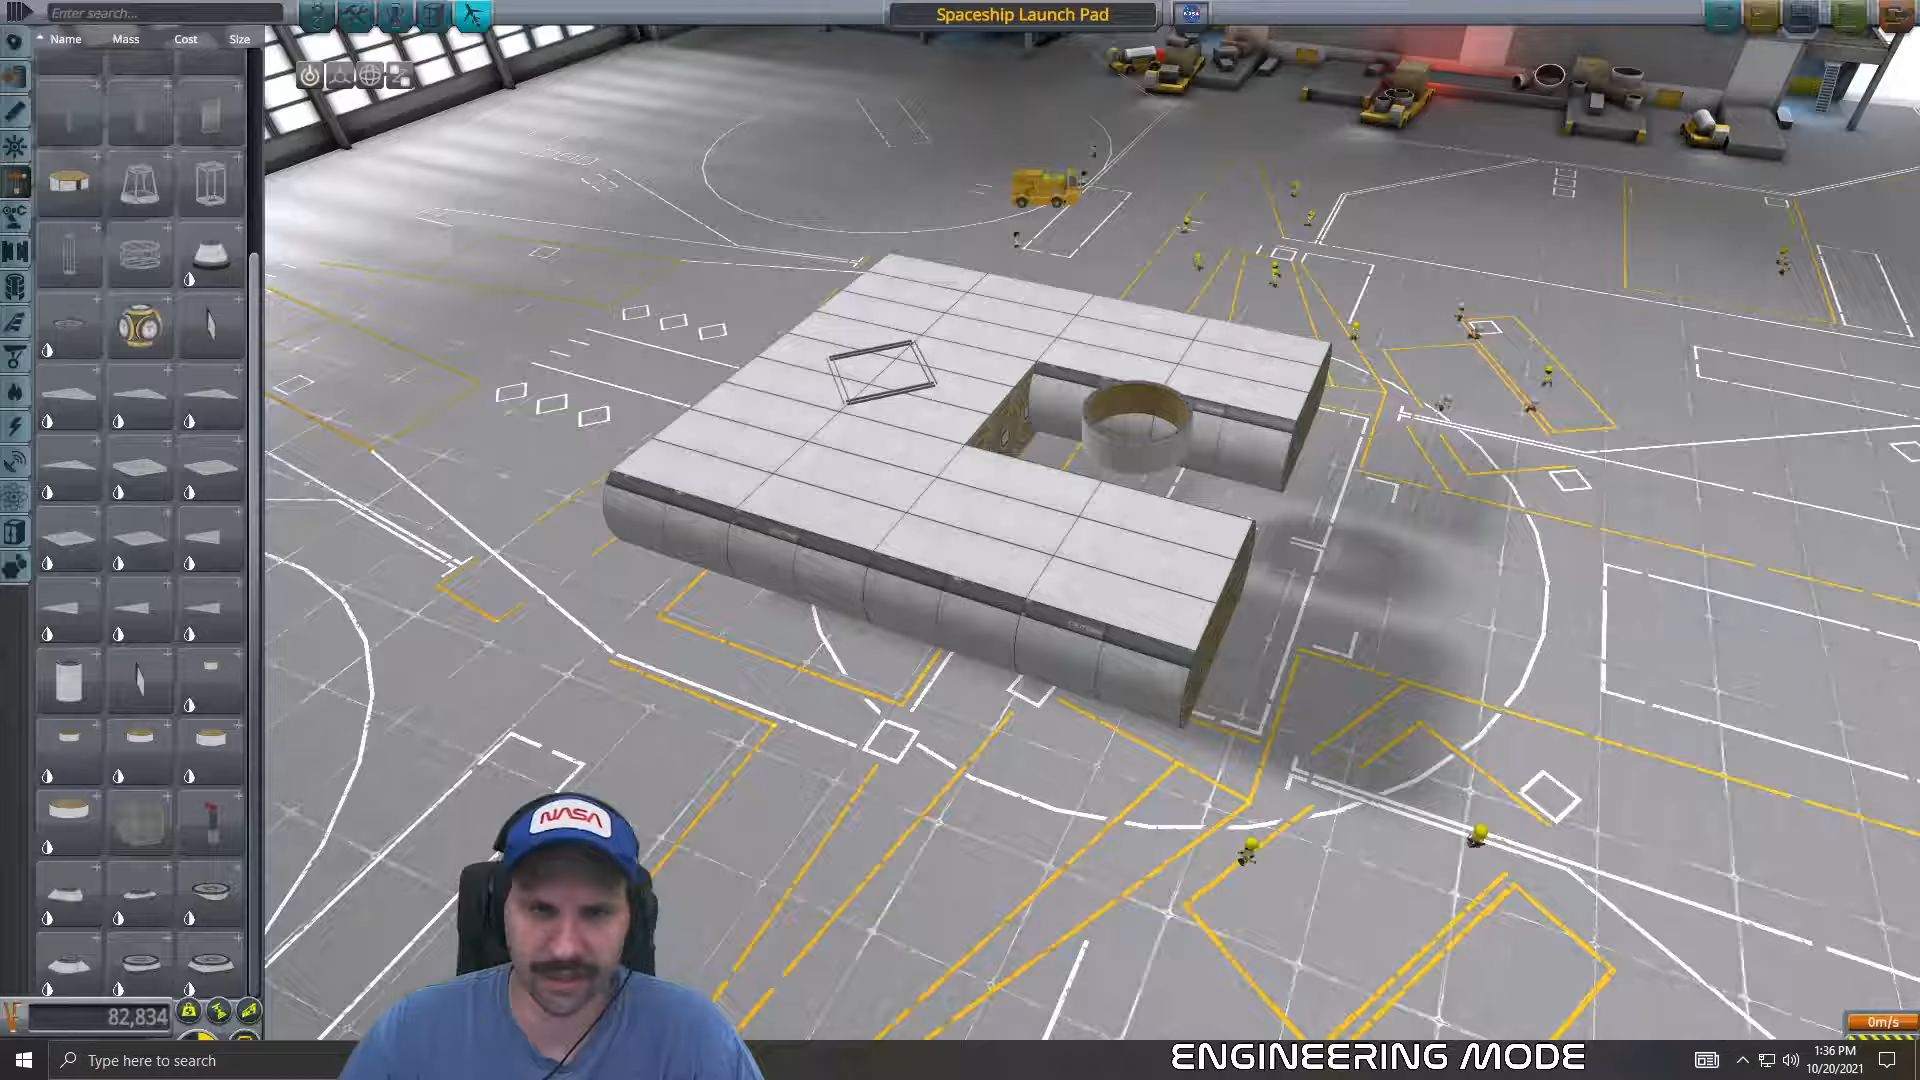 Enter search...
Spaceship Launch Pad
NASA
Name
Mass
Cost
Size
82,834
NASA
0m/s
Type here to search
ENGINEERING MODE
1:36 PM
10/20/2021